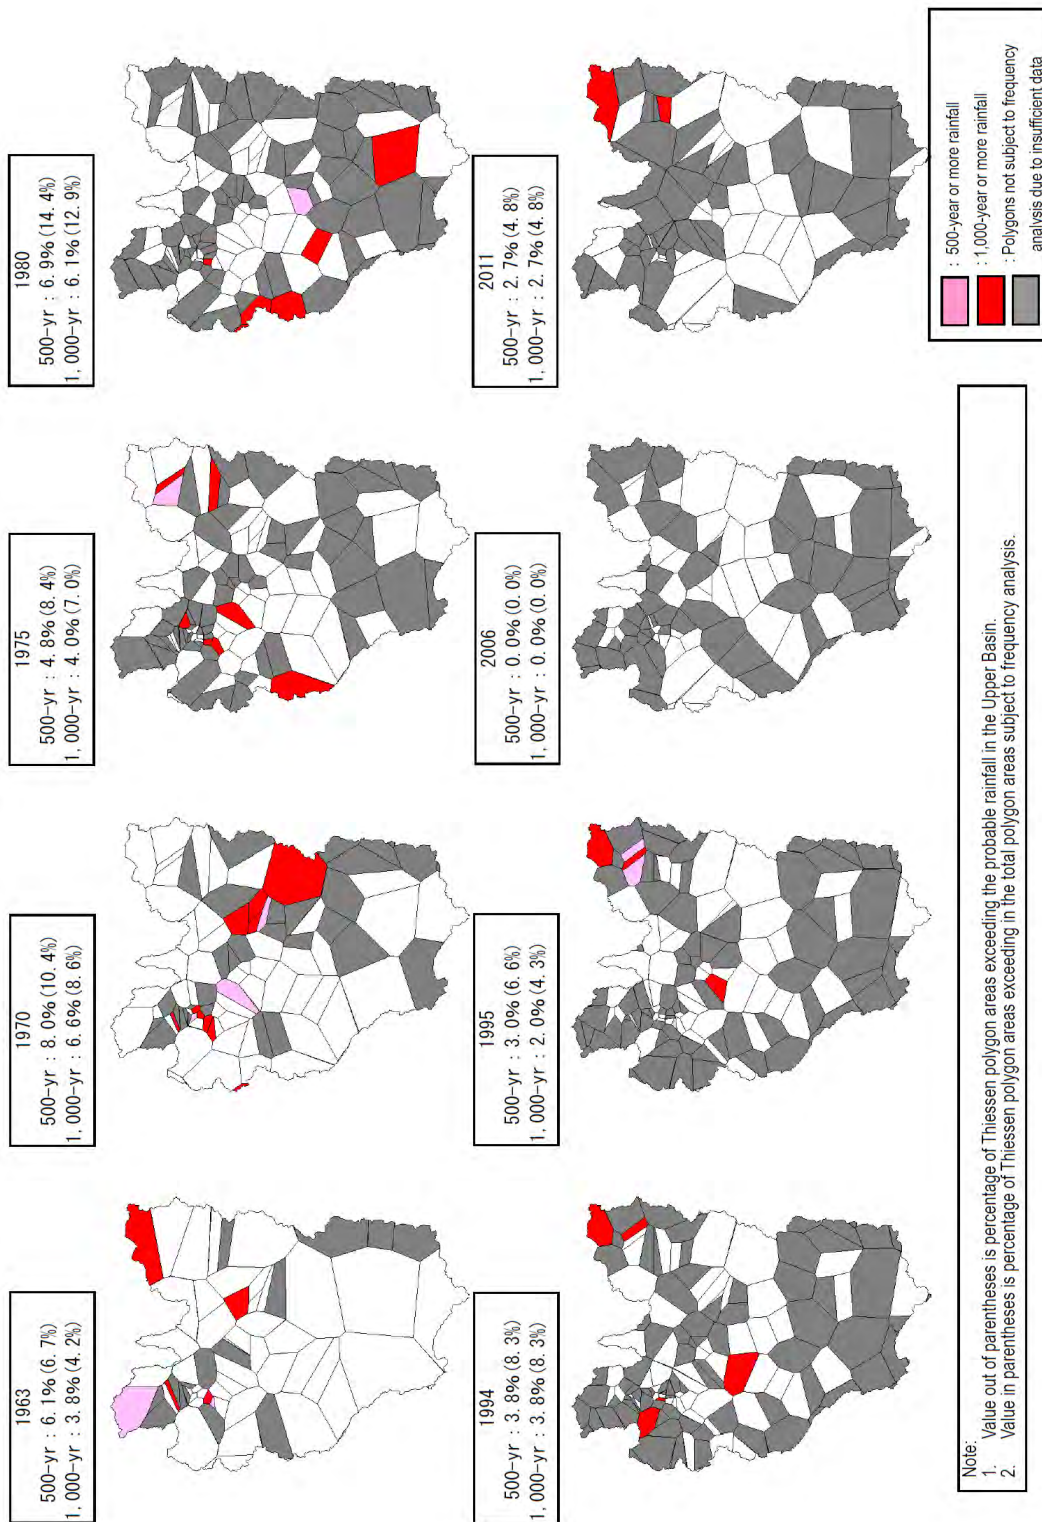 1963
500-yr : 6.1% (6.7%)
1,000-yr : 3.8% (4.2%)
1970
500-yr : 8.0% (10.4%)
1,000-yr : 6.6% (8.6%)
1975
500-yr : 4.8% (8.4%)
1,000-yr : 4.0% (7.0%)
1980
500-yr : 6.9% (14.4%)
1,000-yr : 6.1% (12.9%)
1994
500-yr : 3.8% (8.3%)
1,000-yr : 3.8% (8.3%)
1995
500-yr : 3.0% (6.6%)
1,000-yr : 2.0% (4.3%)
2006
500-yr : 0.0% (0.0%)
1,000-yr : 0.0% (0.0%)
2011
500-yr : 2.7% (4.8%)
1,000-yr : 2.7% (4.8%)
Note:
1. Value out of parentheses is percentage of Thiessen polygon areas exceeding the probable rainfall in the Upper Basin.
2. Value in parentheses is percentage of Thiessen polygon areas exceeding in the total polygon areas subject to frequency analysis.
: 500-year or more rainfall
: 1,000-year or more rainfall
: Polygons not subject to frequency
analysis due to insufficient data